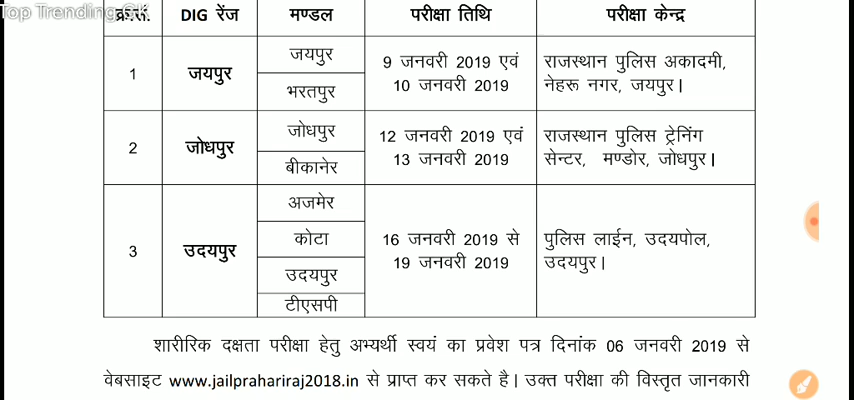 Top Trending GK
क्र.सं. DIG रेंज मण्डल परीक्षा तिथि परीक्षा केन्द्र
1 जयपुर जयपुर 9 जनवरी 2019 एवं राजस्थान पुलिस अकादमी,
भरतपुर 10 जनवरी 2019 नेहरू नगर, जयपुर।
2 जोधपुर जोधपुर 12 जनवरी 2019 एवं राजस्थान पुलिस ट्रेनिंग
बीकानेर 13 जनवरी 2019 सेन्टर, मण्डोर, जोधपुर।
अजमेर
3 उदयपुर कोटा 16 जनवरी 2019 से पुलिस लाईन, उदयपोल,
उदयपुर 19 जनवरी 2019 उदयपुर।
टीएसपी
शारीरिक दक्षता परीक्षा हेतु अभ्यर्थी स्वयं का प्रवेश पत्र दिनांक 06 जनवरी 2019 से
वेबसाइट www.jailprahariraj2018.in से प्राप्त कर सकते है। उक्त परीक्षा की विस्तृत जानकारी